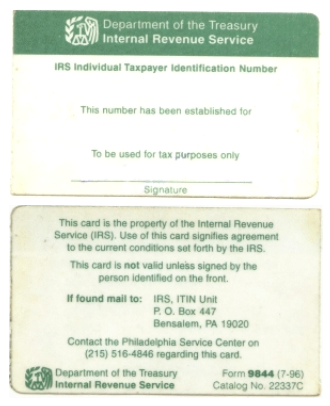 Department of the Treasury
Internal Revenue Service
IRS Individual Taxpayer Identification Number
This number has been established for
To be used for tax purposes only
Signature
This card is the property of the Internal Revenue
Service (IRS). Use of this card signifies agreement
to the current conditions set forth by the IRS.
This card is not valid unless signed by the
person identified on the front.
If found mail to: IRS, ITIN Unit
P. O. Box 447
Bensalem, PA 19020
Contact the Philadelphia Service Center on
(215) 516-4846 regarding this card.
Department of the Treasury
Internal Revenue Service
Form 9844 (7-96)
Catalog No. 22337C